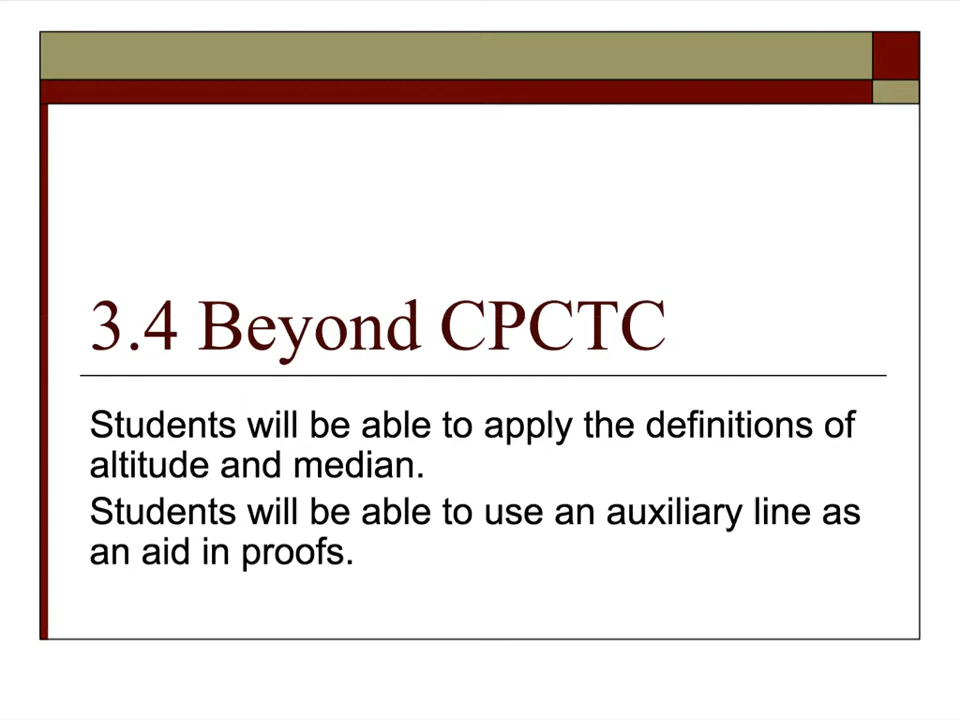 3.4 Beyond CPCTC
Students will be able to apply the definitions of
altitude and median.
Students will be able to use an auxiliary line as
an aid in proofs.